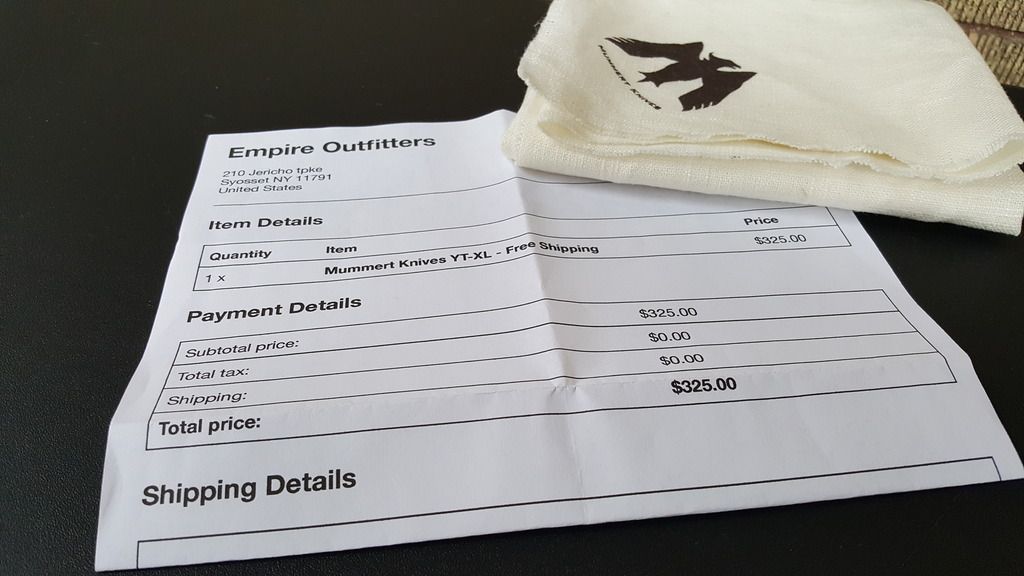 MUMMERT KNIVES
Empire Outfitters
210 Jericho tpke
Syosset NY 11791
United States
Item Details
Quantity Item Price
1 x Mummert Knives YT-XL - Free Shipping $325.00
Payment Details
Subtotal price: $325.00
Total tax: $0.00
Shipping: $0.00
Total price: $325.00
Shipping Details